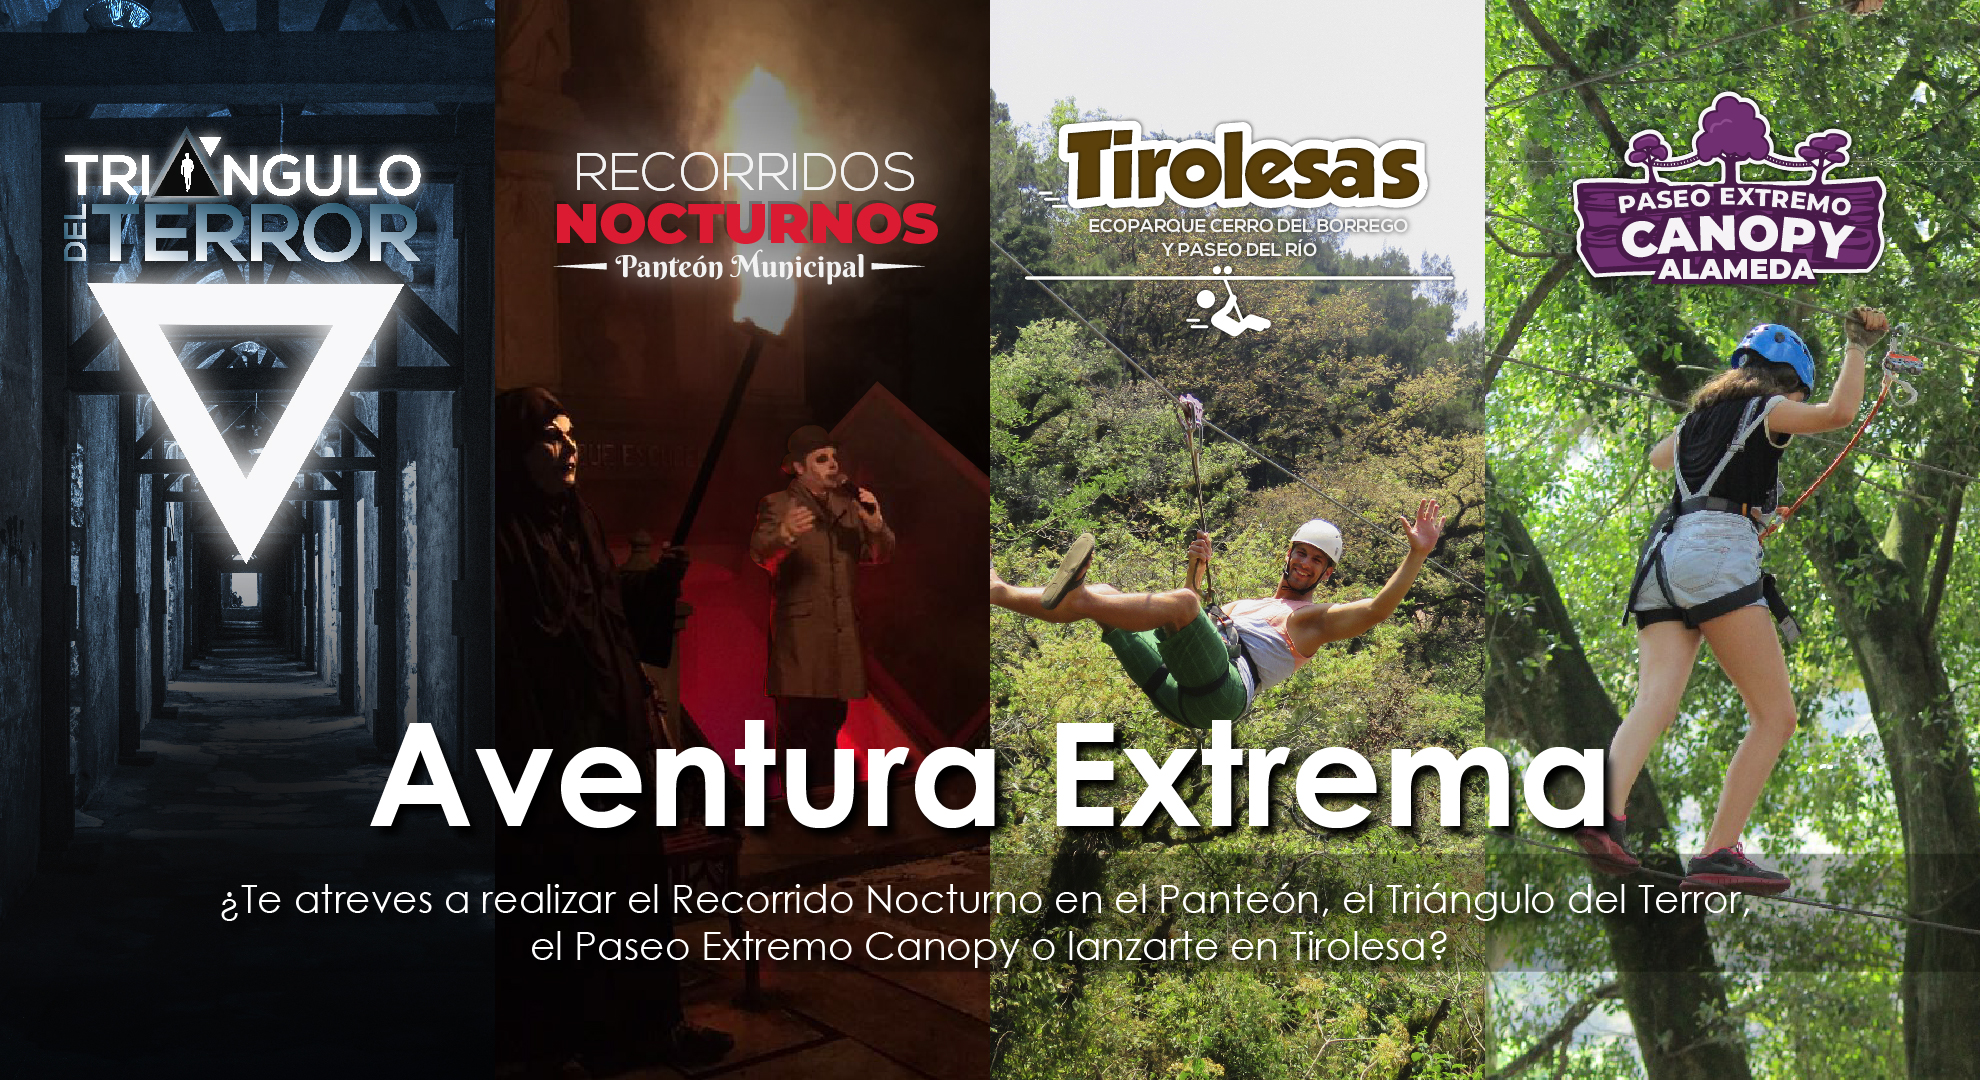 TRIÁNGULO
DEL TERROR
RECORRIDOS
NOCTURNOS
Panteón Municipal
Tirolesas
ECOPARQUE CERRO DEL BORREGO
Y PASEO DEL RÍO
PASEO EXTREMO
CANOPY
ALAMEDA
Aventura Extrema
¿Te atreves a realizar el Recorrido Nocturno en el Panteón, el Triángulo del Terror,
el Paseo Extremo Canopy o lanzarte en Tirolesa?